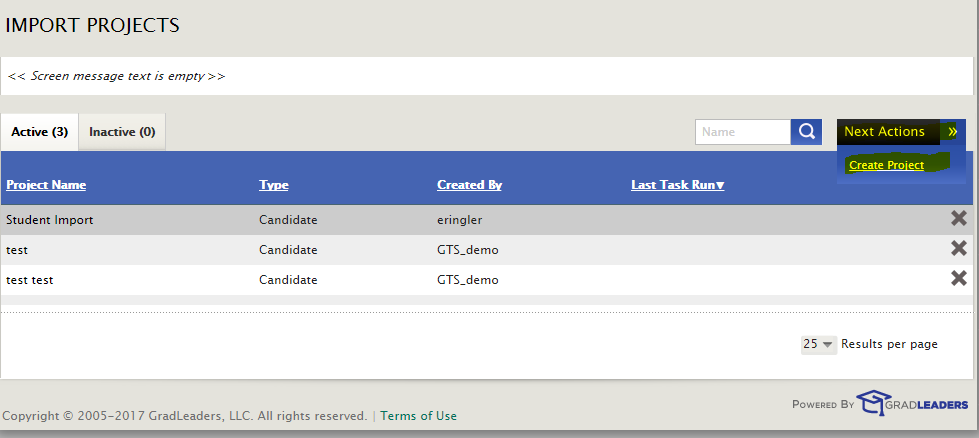 IMPORT PROJECTS
<< Screen message text is empty >>
Active (3) Inactive (0) Name Next Actions »
Create Project
Project Name Type Created By Last Task Run▼
Student Import Candidate eringler
test Candidate GTS_demo
test test Candidate GTS_demo
25 Results per page
Copyright © 2005-2017 GradLeaders, LLC. All rights reserved. | Terms of Use POWERED BY GRADLEADERS